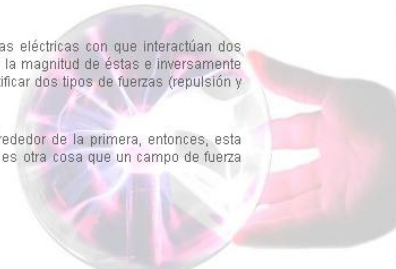 as eléctricas con que interactúan dos
la magnitud de éstas e inversamente
tificar dos tipos de fuerzas (repulsión y
rededor de la primera, entonces, esta
es otra cosa que un campo de fuerza